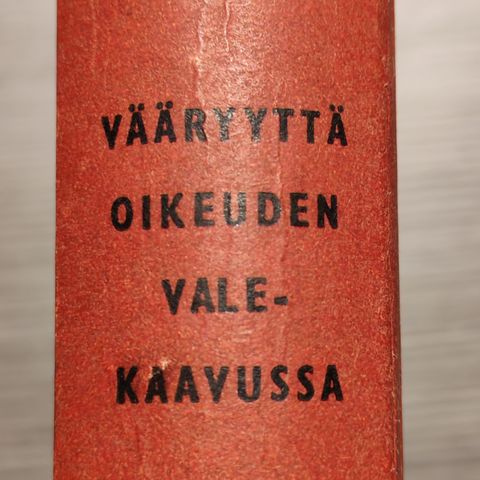 VÄÄRYYTTÄ
OIKEUDEN
VALE-
KAAVUSSA